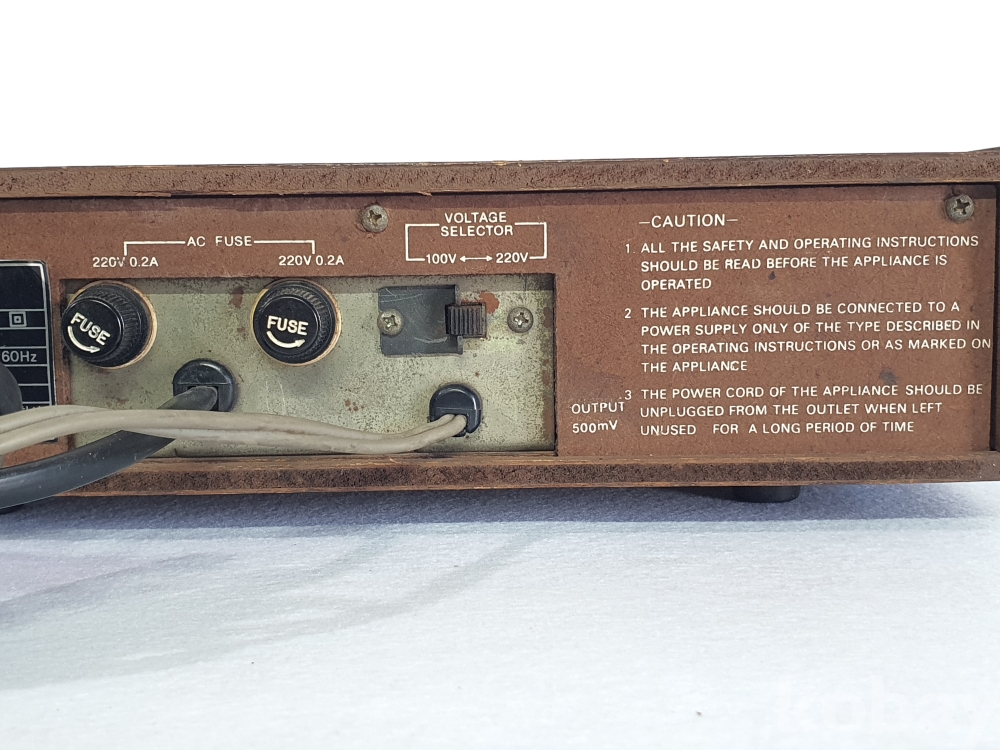 AC FUSE
220V 0.2A
220V 0.2A
VOLTAGE
SELECTOR
100V
220V
FUSE
FUSE
60Hz
—CAUTION—
1. ALL THE SAFETY AND OPERATING INSTRUCTIONS
SHOULD BE READ BEFORE THE APPLIANCE IS
OPERATED
2 THE APPLIANCE SHOULD BE CONNECTED TO A
POWER SUPPLY ONLY OF THE TYPE DESCRIBED IN
THE OPERATING INSTRUCTIONS OR AS MARKED ON
THE APPLIANCE
3 THE POWER CORD OF THE APPLIANCE SHOULD BE
UNPLUGGED FROM THE OUTLET WHEN LEFT
UNUSED FOR A LONG PERIOD OF TIME
OUTPUT
500mV